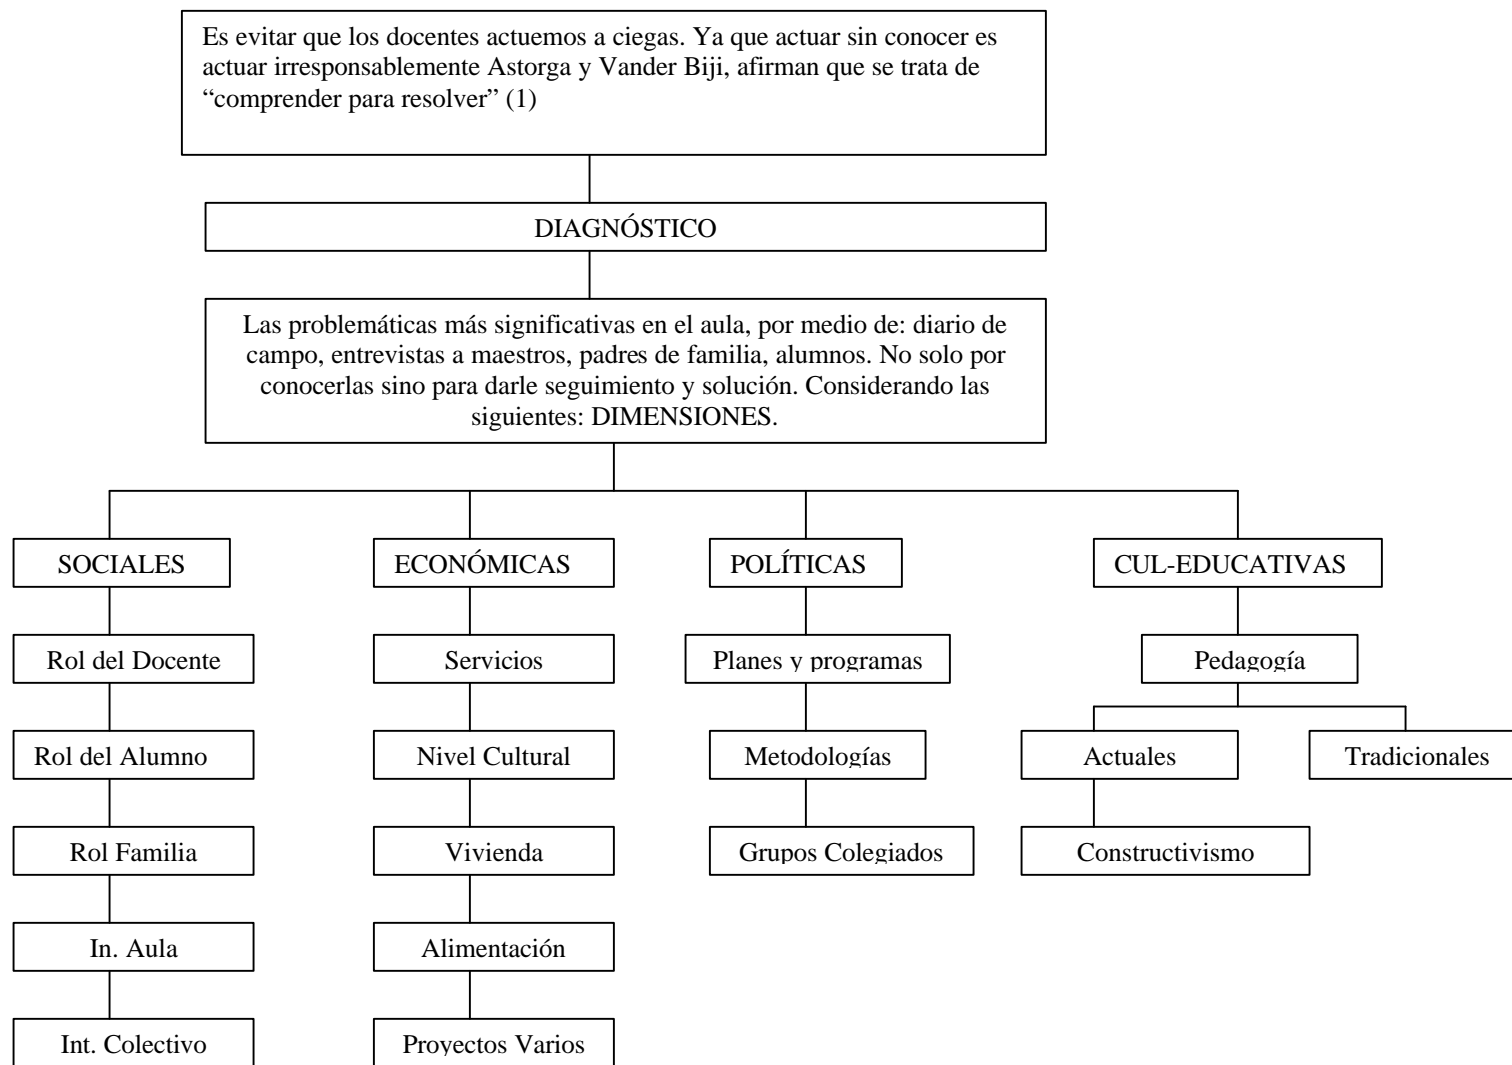 Es evitar que los docentes actuemos a ciegas. Ya que actuar sin conocer es
actuar irresponsablemente Astorga y Vander Biji, afirman que se trata de
“comprender para resolver” (1)
DIAGNÓSTICO
Las problemáticas más significativas en el aula, por medio de: diario de
campo, entrevistas a maestros, padres de familia, alumnos. No solo por
conocerlas sino para darle seguimiento y solución. Considerando las
siguientes: DIMENSIONES.
SOCIALES
ECONÓMICAS
POLÍTICAS
CUL-EDUCATIVAS
Rol del Docente
Servicios
Planes y programas
Pedagogía
Rol del Alumno
Nivel Cultural
Metodologías
Actuales
Tradicionales
Rol Familia
Vivienda
Grupos Colegiados
Constructivismo
In. Aula
Alimentación
Int. Colectivo
Proyectos Varios